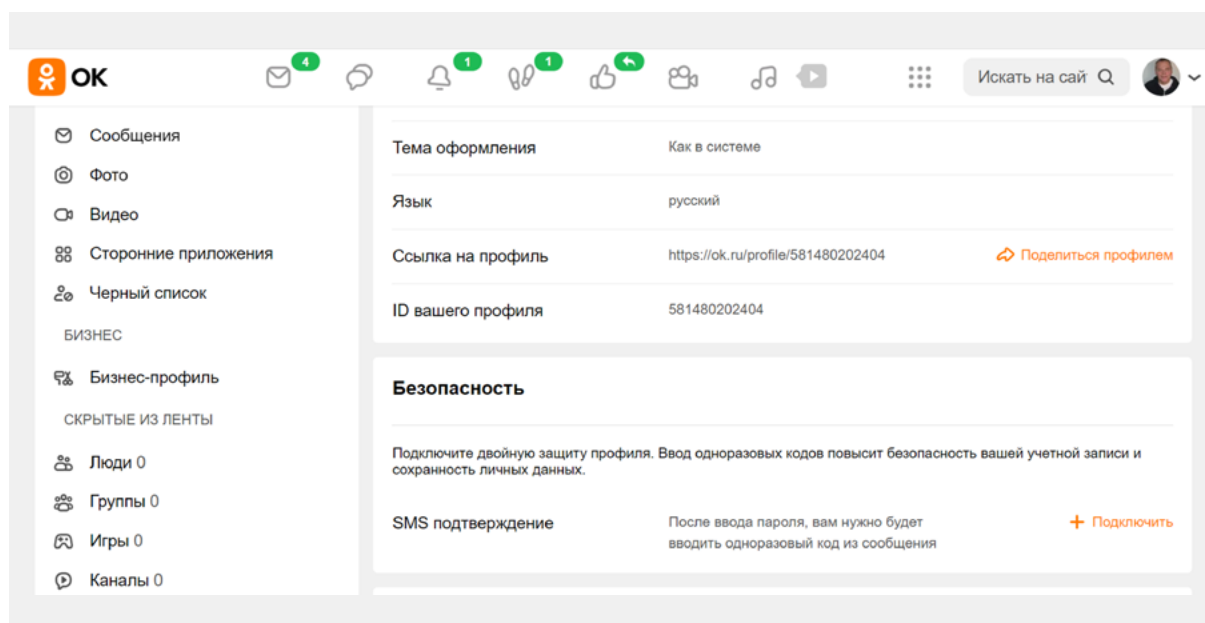 ОК 4 1 1 Искать на сай
Сообщения
Фото
Видео
Сторонние приложения
Черный список
БИЗНЕС
Бизнес-профиль
СКРЫТЫЕ ИЗ ЛЕНТЫ
Люди 0
Группы 0
Игры 0
Каналы 0
Тема оформления Как в системе
Язык русский
Ссылка на профиль https://ok.ru/profile/581480202404 Поделиться профилем
ID вашего профиля 581480202404
Безопасность
Подключите двойную защиту профиля. Ввод одноразовых кодов повысит безопасность вашей учетной записи и
сохранность личных данных.
SMS подтверждение После ввода пароля, вам нужно будет + Подключить
вводить одноразовый код из сообщения